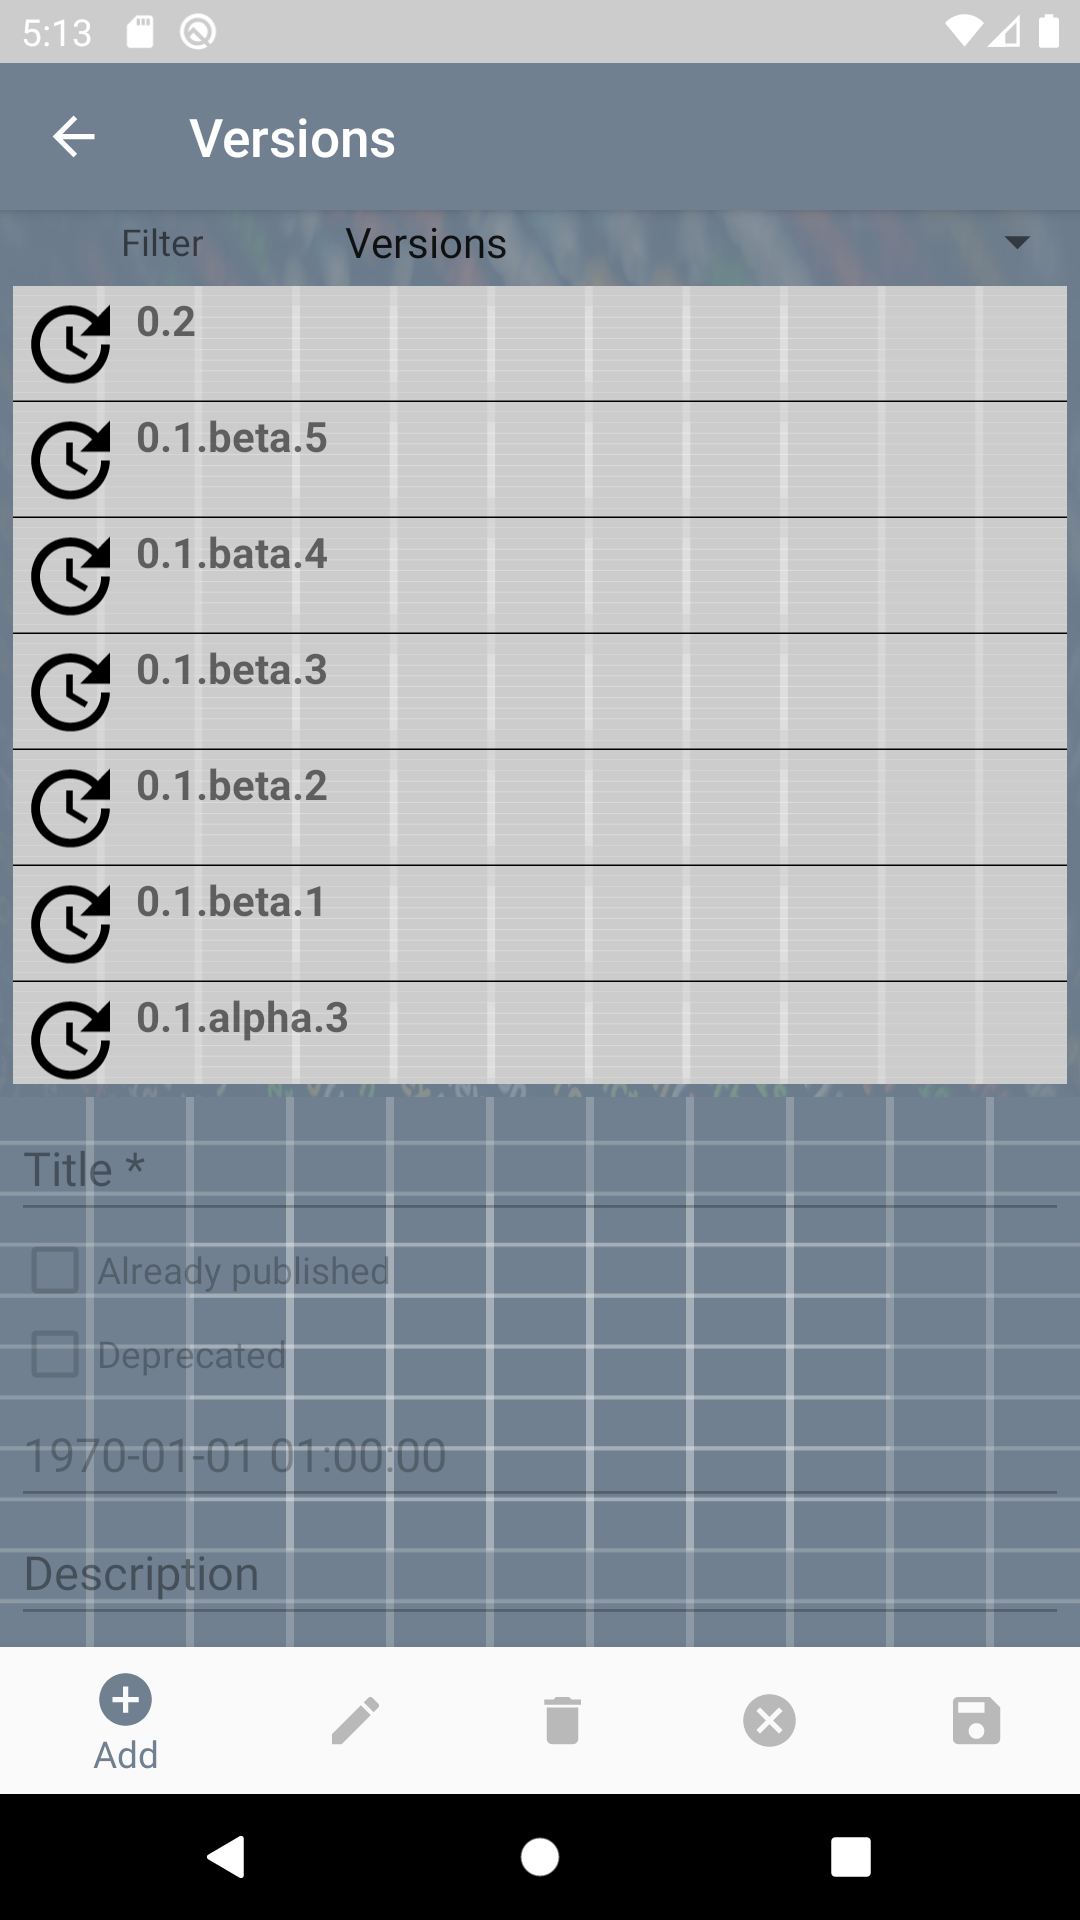 5:13
Versions
Filter Versions
0.2
0.1.beta.5
0.1.bata.4
0.1.beta.3
0.1.beta.2
0.1.beta.1
0.1.alpha.3
Title *
Already published
Deprecated
1970-01-01 01:00:00
Description
Add